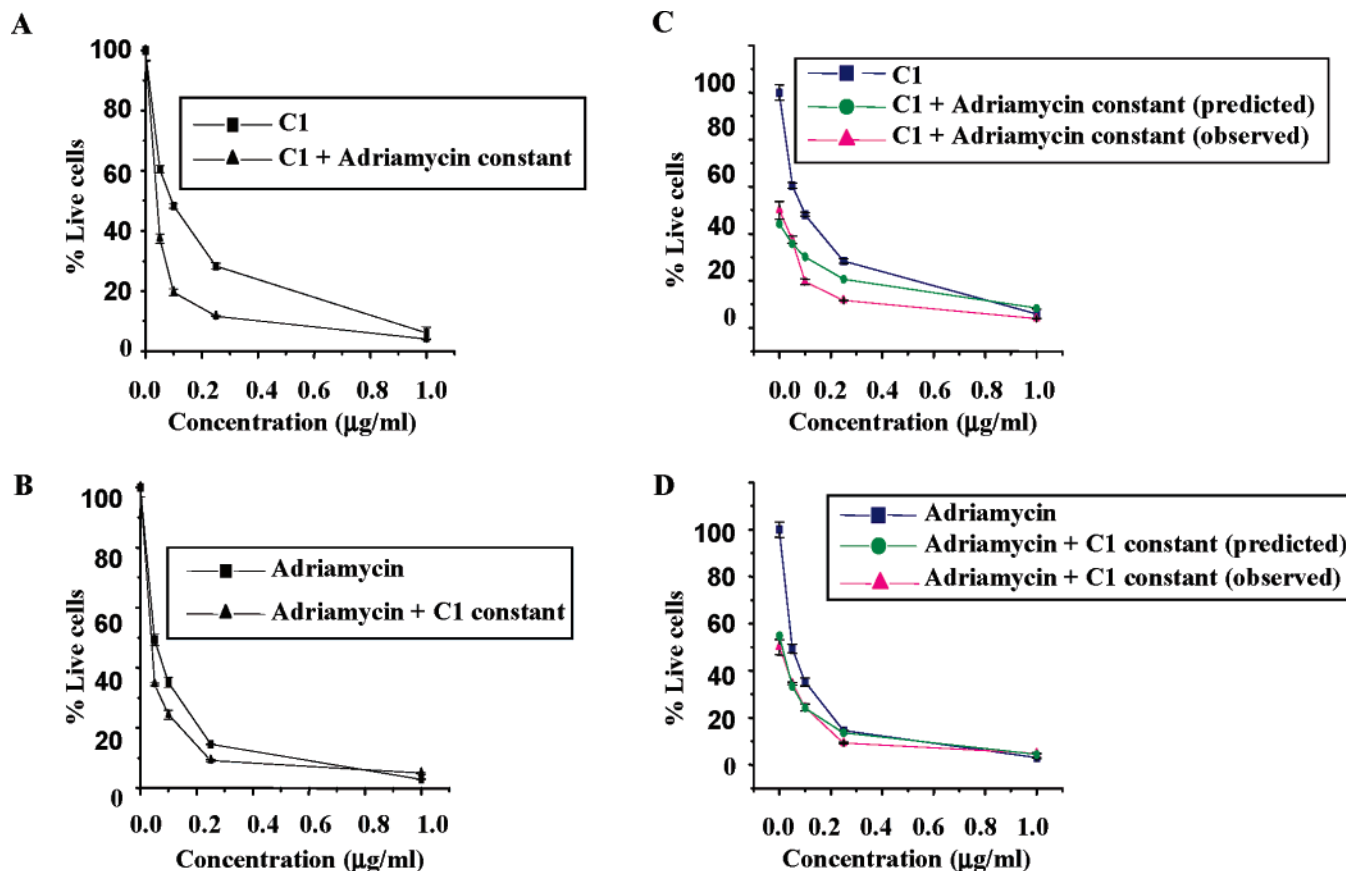 A
100
80
60
40
20
0
% Live cells
C1
C1 + Adriamycin constant
0.0 0.2 0.4 0.6 0.8 1.0
Concentration (μg/ml)
C
100
80
60
40
20
0
% Live cells
C1
C1 + Adriamycin constant (predicted)
C1 + Adriamycin constant (observed)
0.0 0.2 0.4 0.6 0.8 1.0
Concentration (μg/ml)
B
100
80
60
40
20
0
% Live cells
Adriamycin
Adriamycin + C1 constant
0.0 0.2 0.4 0.6 0.8 1.0
Concentration (μg/ml)
D
100
80
60
40
20
0
% Live cells
Adriamycin
Adriamycin + C1 constant (predicted)
Adriamycin + C1 constant (observed)
0.0 0.2 0.4 0.6 0.8 1.0
Concentration (μg/ml)